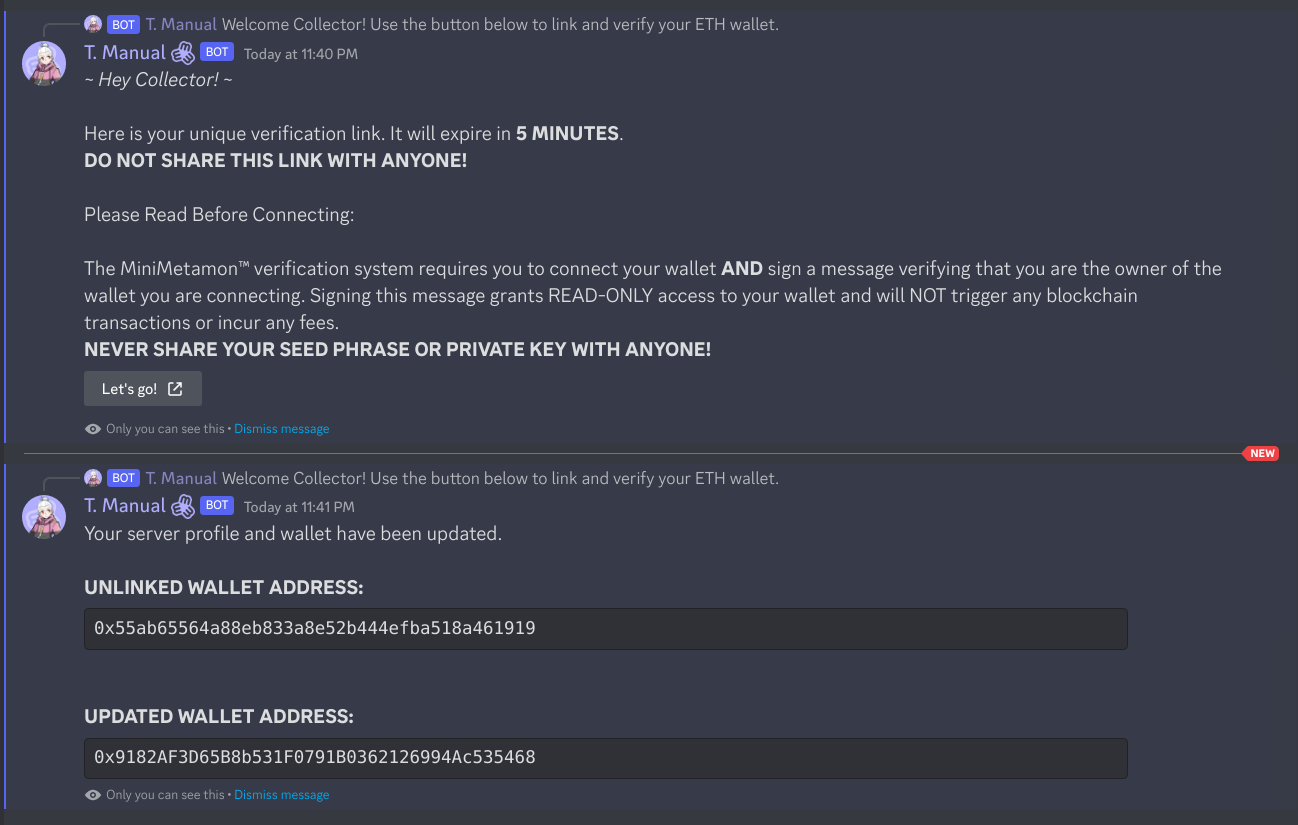 BOT T. Manual Welcome Collector! Use the button below to link and verify your ETH wallet.
T. Manual BOT Today at 11:40 PM
~ Hey Collector! ~
Here is your unique verification link. It will expire in 5 MINUTES.
DO NOT SHARE THIS LINK WITH ANYONE!
Please Read Before Connecting:
The MiniMetamon™ verification system requires you to connect your wallet AND sign a message verifying that you are the owner of the
wallet you are connecting. Signing this message grants READ-ONLY access to your wallet and will NOT trigger any blockchain
transactions or incur any fees.
NEVER SHARE YOUR SEED PHRASE OR PRIVATE KEY WITH ANYONE!
Let's go!
Only you can see this • Dismiss message
NEW
BOT T. Manual Welcome Collector! Use the button below to link and verify your ETH wallet.
T. Manual BOT Today at 11:41 PM
Your server profile and wallet have been updated.
UNLINKED WALLET ADDRESS:
0x55ab65564a88eb833a8e52b444efba518a461919
UPDATED WALLET ADDRESS:
0x9182AF3D65B8b531F0791B0362126994Ac535468
Only you can see this • Dismiss message